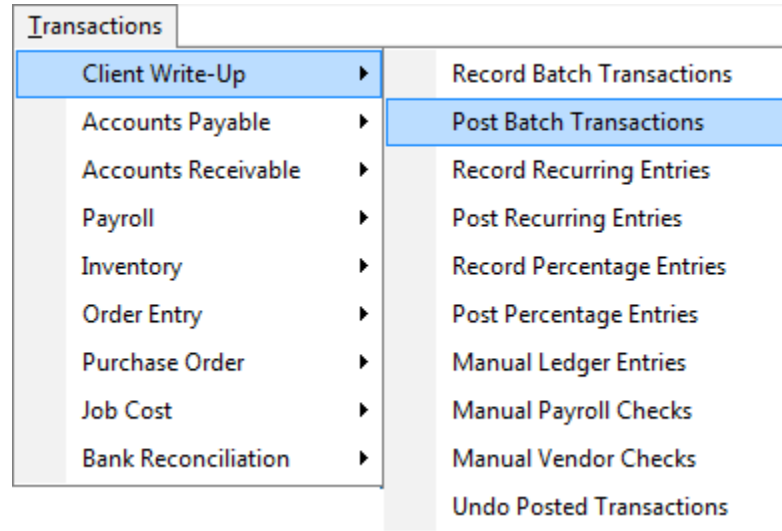 Transactions
Client Write-Up
Accounts Payable
Accounts Receivable
Payroll
Inventory
Order Entry
Purchase Order
Job Cost
Bank Reconciliation
Record Batch Transactions
Post Batch Transactions
Record Recurring Entries
Post Recurring Entries
Record Percentage Entries
Post Percentage Entries
Manual Ledger Entries
Manual Payroll Checks
Manual Vendor Checks
Undo Posted Transactions